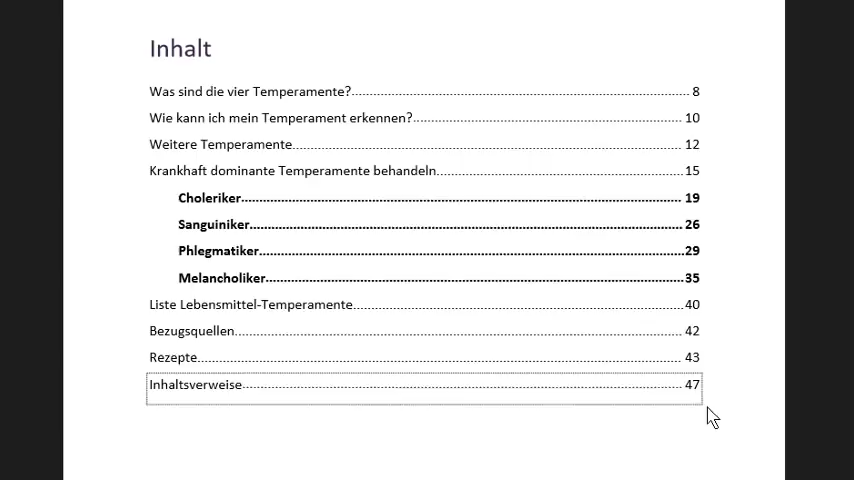 Inhalt
Was sind die vier Temperamente? 8
Wie kann ich mein Temperament erkennen? 10
Weitere Temperamente 12
Krankhaft dominante Temperamente behandeln 15
Choleriker 19
Sanguiniker 26
Phlegmatiker 29
Melancholiker 35
Liste Lebensmittel-Temperamente 40
Bezugsquellen 42
Rezepte 43
Inhaltsverweise 47